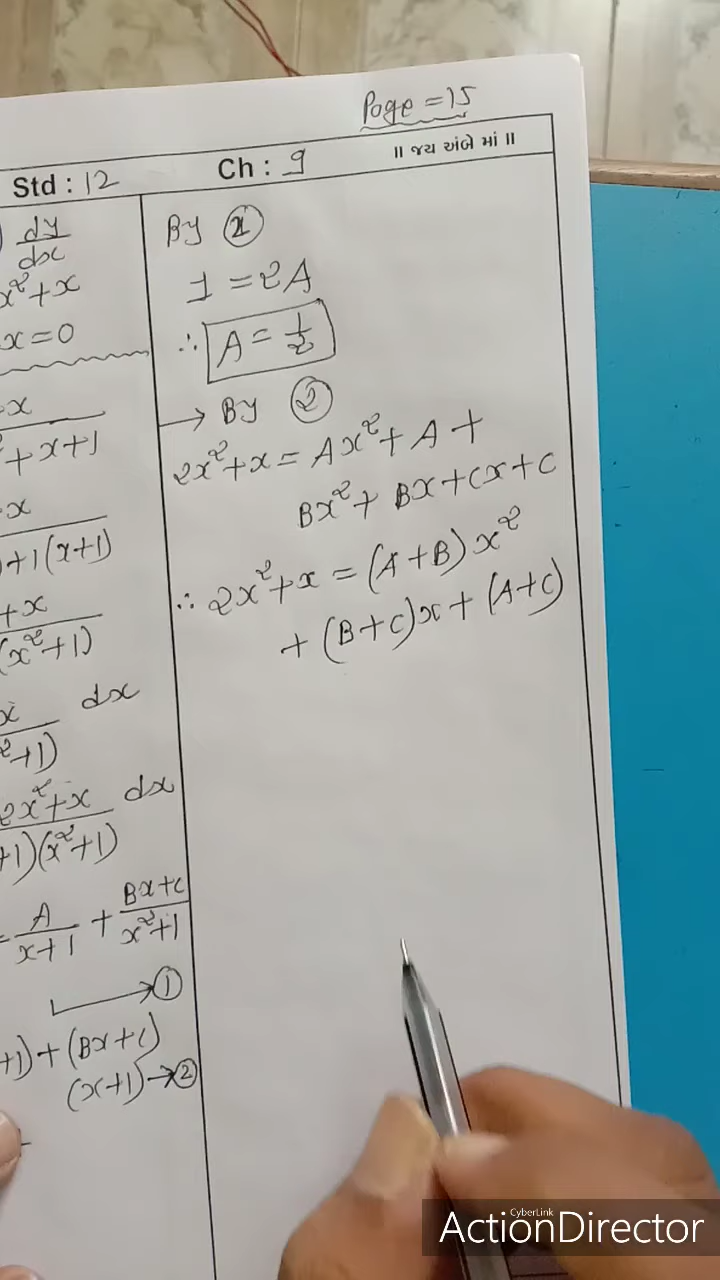 Page = 15
Std : 12 Ch : 9 ॥ જય અંબે માં ॥
dy
dx
x²+x
x=0
x
+x+1
x
+1(x+1)
+x
(x²+1)
x dx
²+1)
2x²+x dx
+1)(x²+1)
= A/x+1 + Bx+C/x²+1
→①
+1)+(Bx+C)
(x+1)→②
By ①
1 = 2A
∴ A = 1/2
→ By ②
2x²+x = Ax²+A+
Bx²+Bx+Cx+C
∴ 2x²+x = (A+B)x²
+(B+C)x+(A+C)
CyberLink
ActionDirector